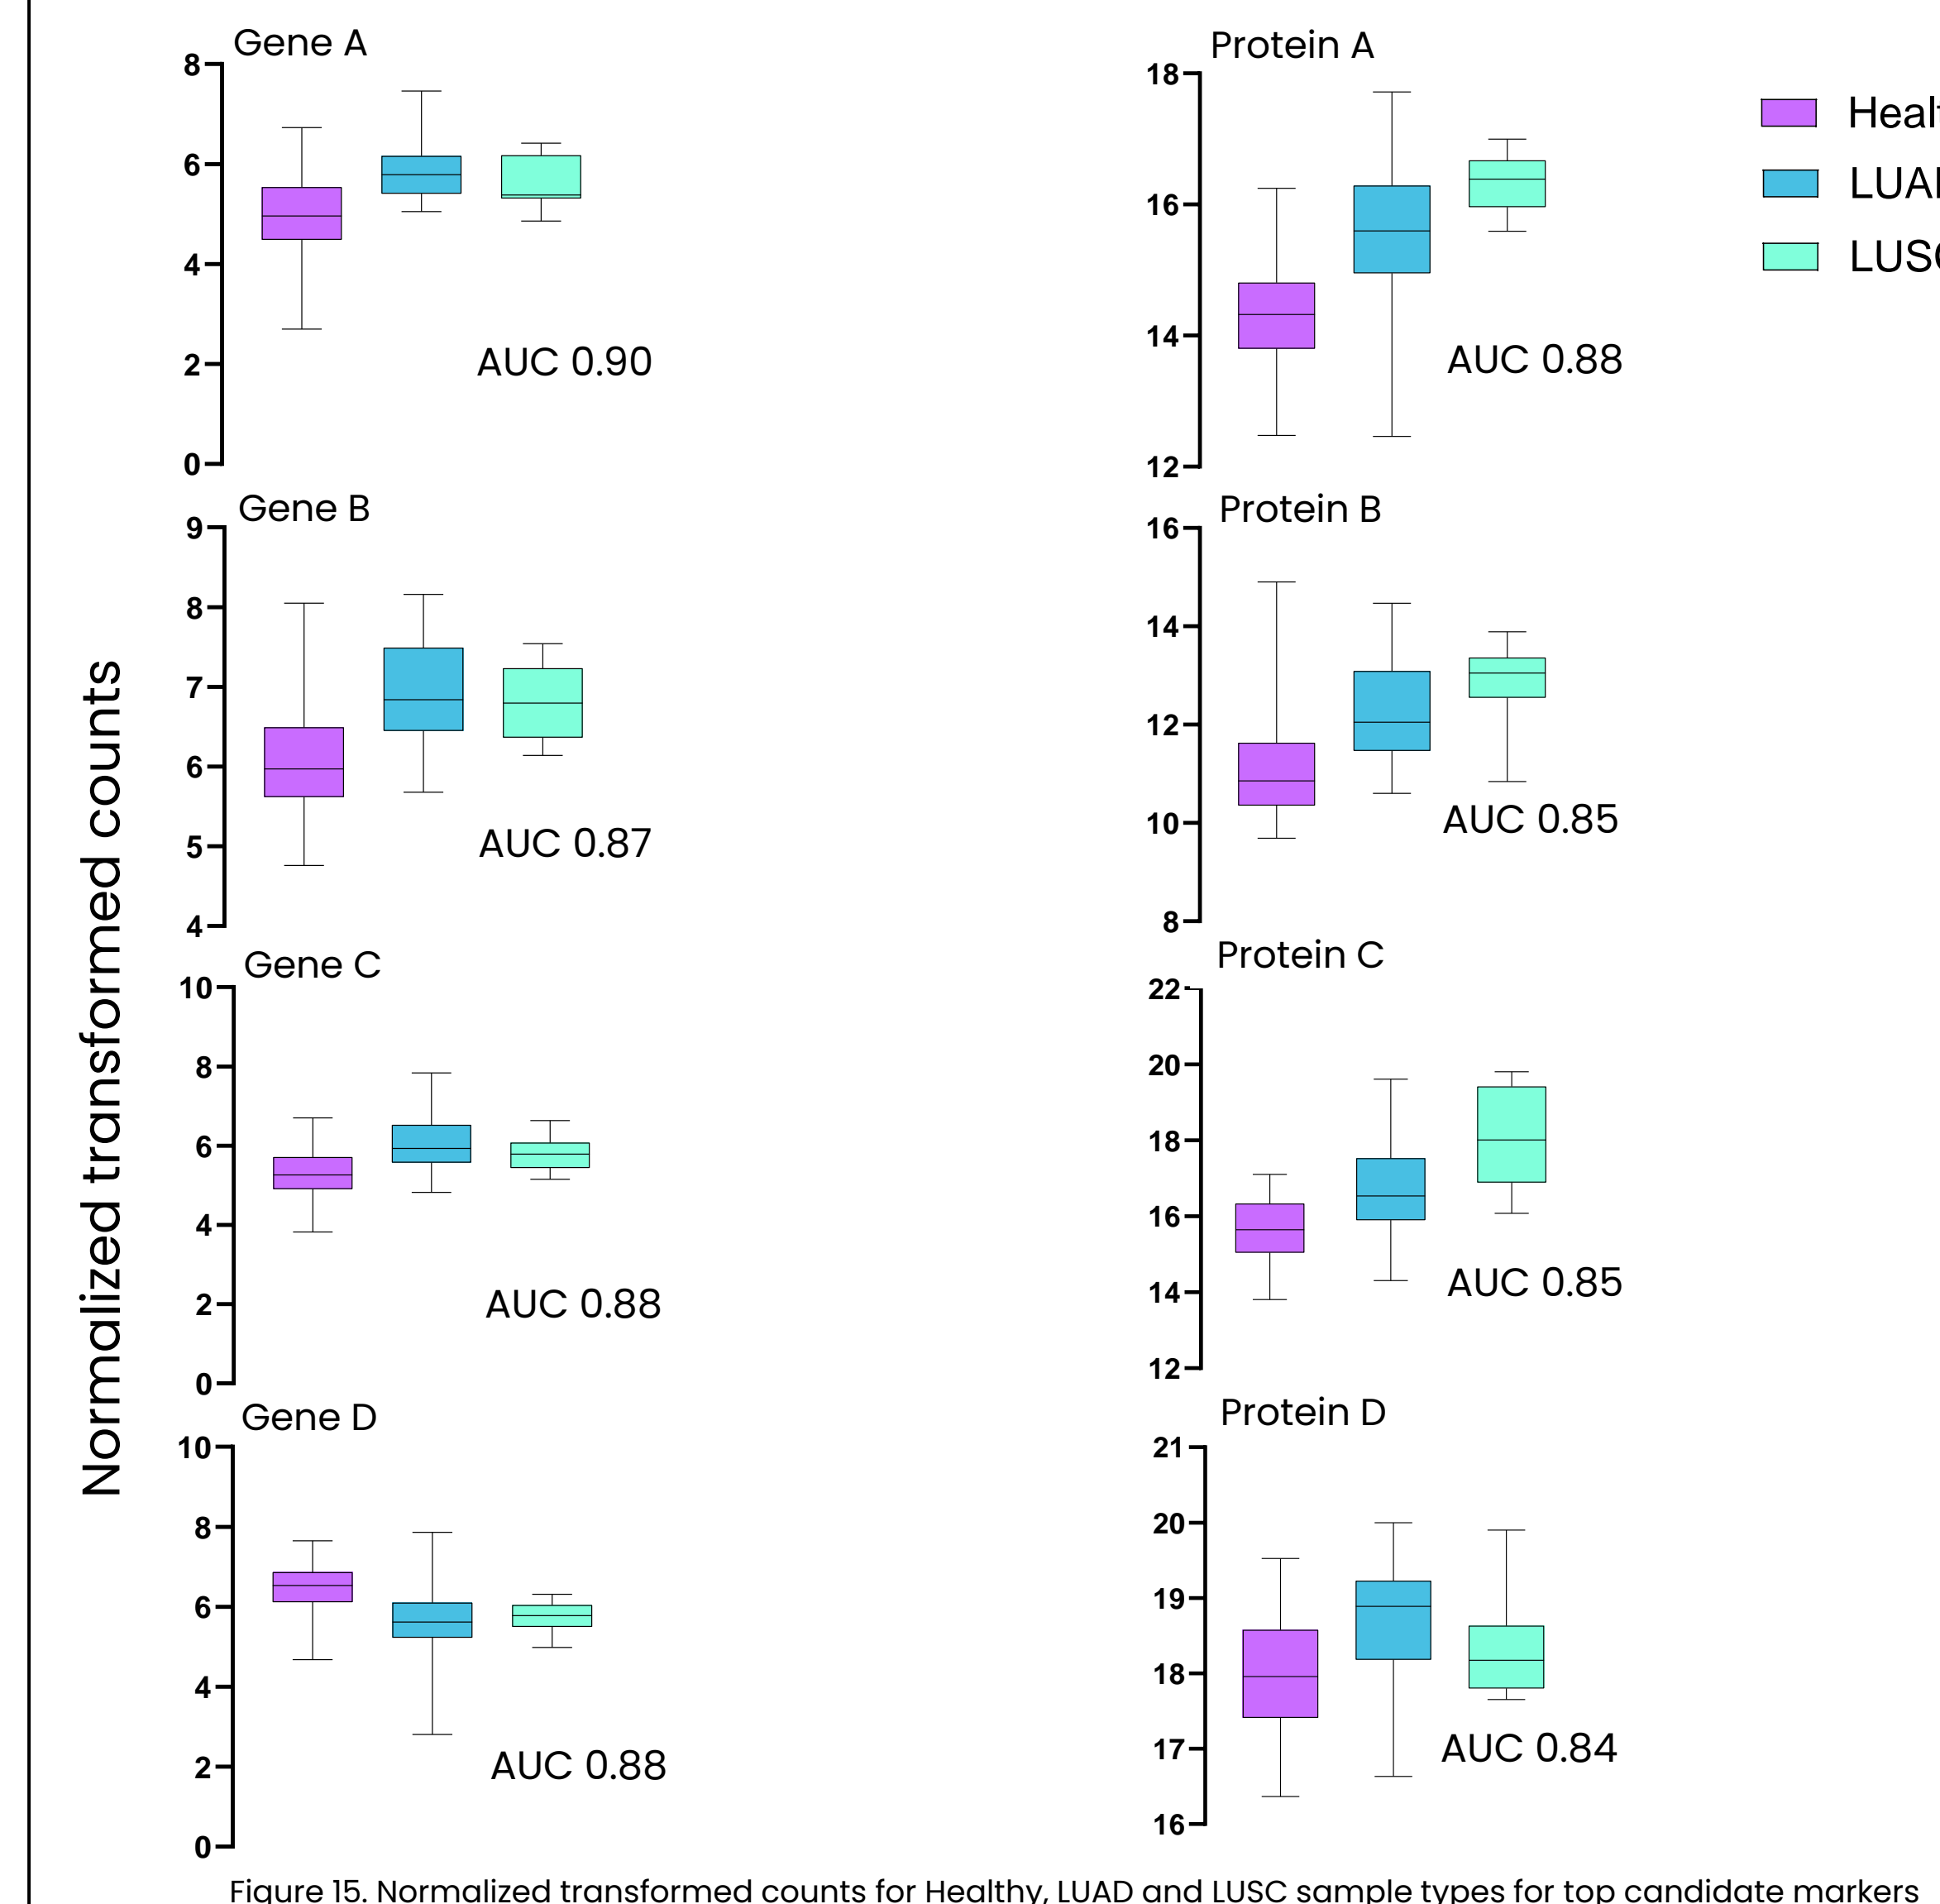 Normalized transformed counts
Gene A
8
6
4
2
0
AUC 0.90
Protein A
18
16
14
12
AUC 0.88
Gene B
9
8
7
6
5
4
AUC 0.87
Protein B
16
14
12
10
8
AUC 0.85
Gene C
10
8
6
4
2
0
AUC 0.88
Protein C
22
20
18
16
14
12
AUC 0.85
Gene D
10
8
6
4
2
0
AUC 0.88
Protein D
21
20
19
18
17
16
AUC 0.84
Figure 15. Normalized transformed counts for Healthy, LUAD and LUSC sample types for top candidate markers